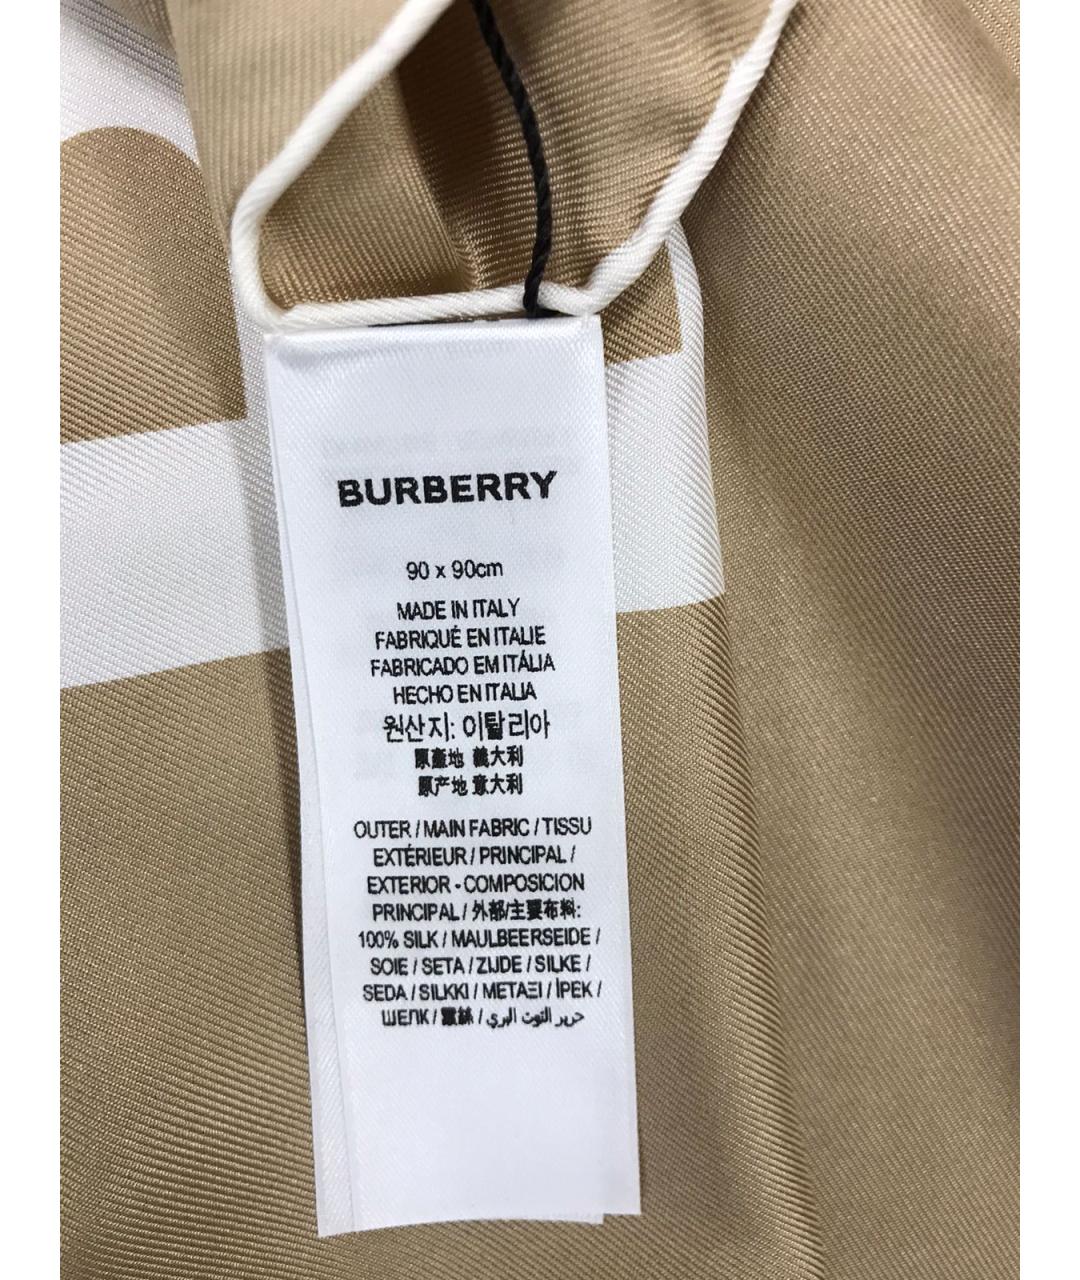 BURBERRY
90 x 90cm
MADE IN ITALY
FABRIQUÉ EN ITALIE
FABRICADO EM ITÁLIA
HECHO EN ITALIA
원산지: 이탈리아
原產地 義大利
原产地 意大利
OUTER / MAIN FABRIC / TISSU
EXTÉRIEUR / PRINCIPAL /
EXTERIOR - COMPOSICION
PRINCIPAL / 外部/主要布料:
100% SILK / MAULBEERSEIDE /
SOIE / SETA / ZIJDE / SILKE /
SEDA / SILKKI / ΜΕΤΑΞΙ / İPEK /
ШЕЛК / 蠶絲 / حرير التوت البري